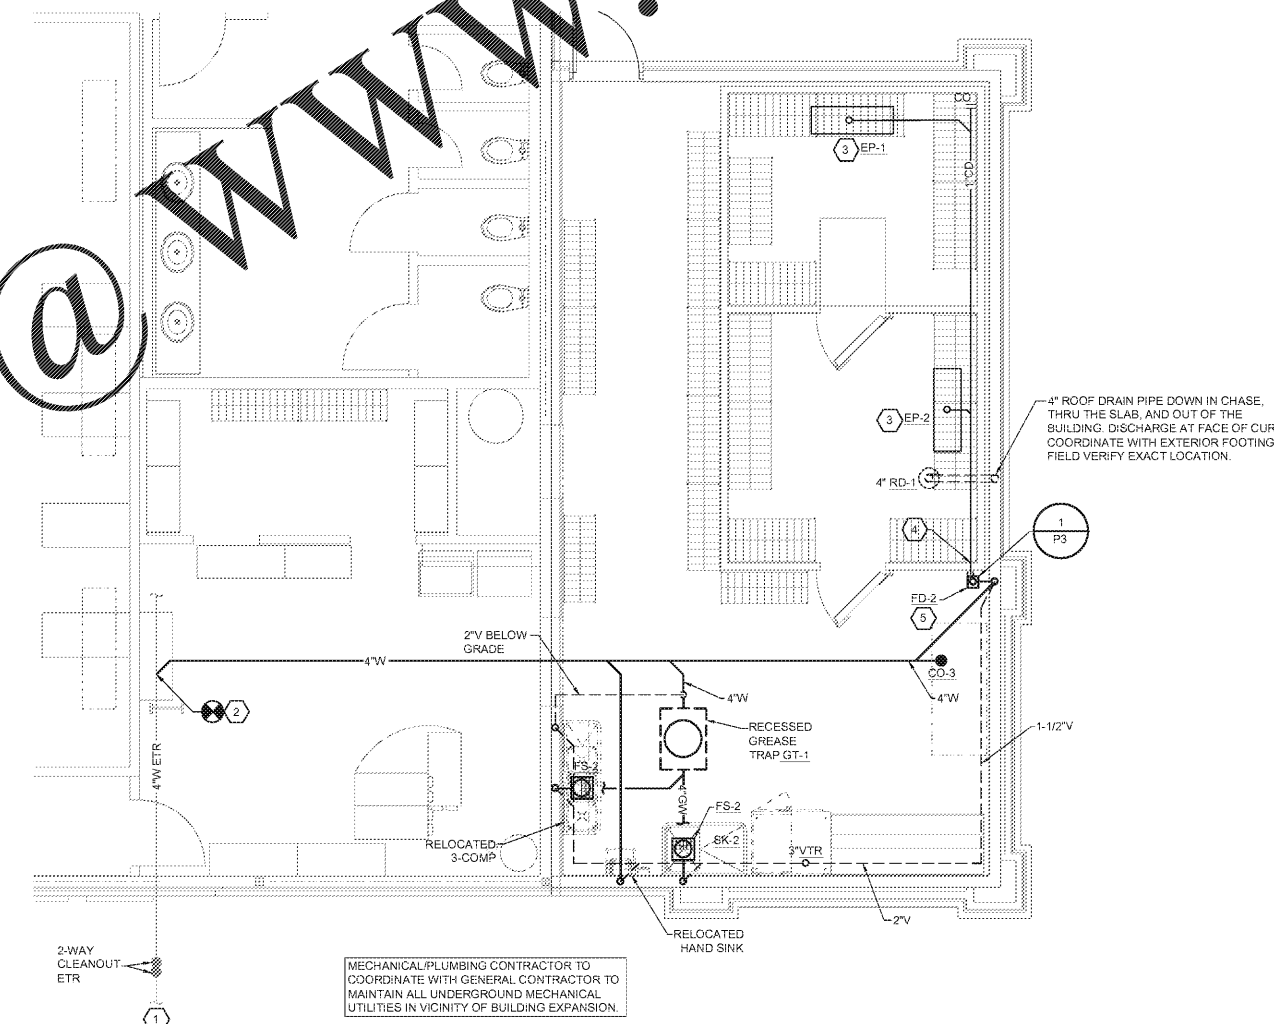 @ www.
CO
3 EP-1
1"CD
3 EP-2
4" RD-1
4" ROOF DRAIN PIPE DOWN IN CHASE,
THRU THE SLAB, AND OUT OF THE
BUILDING. DISCHARGE AT FACE OF CUR
COORDINATE WITH EXTERIOR FOOTING
FIELD VERIFY EXACT LOCATION.
4
1
P3
FD-2
5
2"V BELOW
GRADE
4"W
CO-3
4"W
4"W
2
RECESSED
GREASE
TRAP GT-1
1-1/2"V
4"W ETR
FS-2
4"GW
FS-2
SK-2
3"VTR
RELOCATED
3-COMP
2"V
RELOCATED
HAND SINK
2-WAY
CLEANOUT
ETR
MECHANICAL/PLUMBING CONTRACTOR TO
COORDINATE WITH GENERAL CONTRACTOR TO
MAINTAIN ALL UNDERGROUND MECHANICAL
UTILITIES IN VICINITY OF BUILDING EXPANSION.
1